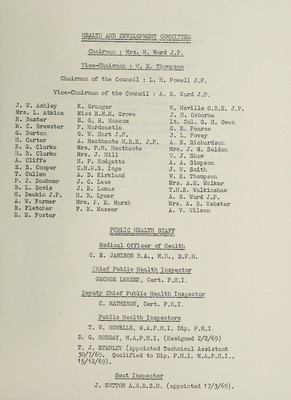 HEALTH AND DEVELOPMENT COMMITTEE
Chairman : Mrs. M. Ward J.P.
Vice-Chairman : W. E. Thompson
Chairman of the Council : L. H. Powell J.P.
Vice-Chairman of the Council : A. G. Ward J.P.
J. W. Ashley
Mrs. L. Atkins
R. Baxter
A. C. Brewster
G. Burton
H. Carter
R. G. Clarke
Mrs. D. Clarke
A. Cliffe
A. S. Cooper
T. Cullen
P. J. Daubner
B. L. Davis
H. Deakin J.P.
A. W. Farmer
R. Fletcher
E. R. Foster
K. Granger
Miss E.M.M. Grove
E. G. R. Hancox
F. Hardcastle
G. W. Hart J.P.
A. Heathcote M.B.E. J.P.
Mrs. P.M. Heathcote
Mrs. J. Hill
H. P. Hodgetts
C.M.W.G. Inge
A. D. Kirkland
J. C. Lees
J. R. Lomas
H. D. Lyner
Mrs. F. E. Marsh
F. E. Musser
W. Neville O.B.E. J.P.
J. H. Osborne
Lt. Col. G. H. Owen
G. E. Pearce
J. L. Povey
A. E. Richardson
Mrs. J. M. Seldon
W. J. Shaw
A. A. Simpson
J. W. Smith
W. E. Thompson
Mrs. A.M. Walker
T.H.S. Walkinshaw
A. G. Ward J.P.
Mrs. A. B. Webster
A. V. Wilson
PUBLIC HEALTH STAFF
Medical Officer of Health
C. E. JAMISON B.A., M.B., D.P.H.
Chief Public Health Inspector
GEORGE Cert. P.H.I.
Deputy Chief Public Health Inspector
C. MATHESON, Cert. P.H.I.
Public Health Inspectors
T. W. HOWELLS, M.A.P.H.I. Dip. P.H.I.
D. G. HORSAY, M.A.P.H.I. (Resigned 2/2/69)
T. J. STANLEY (Appointed Technical Assistant
30/7/69. Qualified to Dip. P.H.I. M.A.P.H.I.,
15/12/69).
Meat Inspector
J. SUTTON A.M.R.S.H. (appointed 17/3/69).